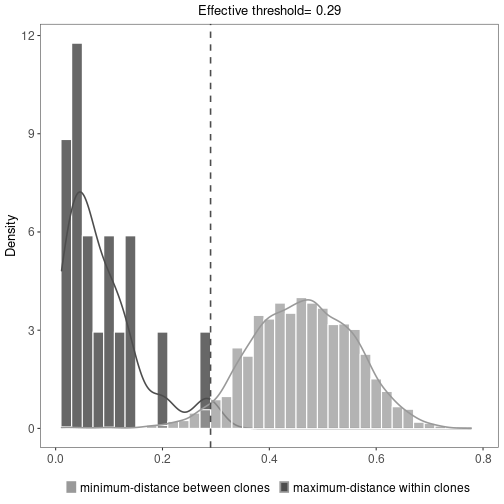 Effective threshold= 0.29
12
9
6
3
0
Density
0.0 0.2 0.4 0.6 0.8
minimum-distance between clones maximum-distance within clones